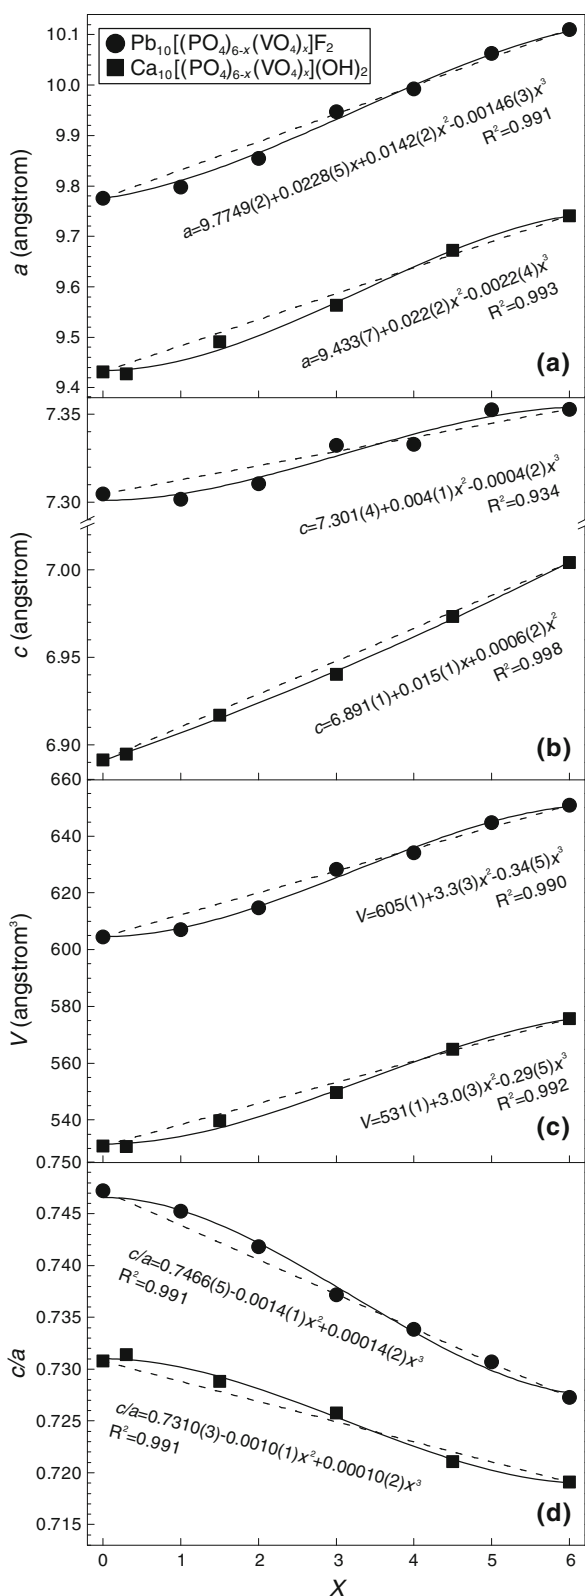 Pb₁₀[(PO₄)₆₋ₓ(VO₄)ₓ]F₂
Ca₁₀[(PO₄)₆₋ₓ(VO₄)ₓ](OH)₂
10.1
10.0
9.9
9.8
9.7
9.6
9.5
9.4
a (angstrom)
a=9.7749(2)+0.0228(5)x+0.0142(2)x²-0.00146(3)x³
R²=0.991
a=9.433(7)+0.022(2)x²-0.0022(4)x³
R²=0.993
(a)
7.35
7.30
7.00
6.95
6.90
c (angstrom)
c=7.301(4)+0.004(1)x²-0.0004(2)x³
R²=0.934
c=6.891(1)+0.015(1)x+0.0006(2)x²
R²=0.998
(b)
660
640
620
600
580
560
540
V (angstrom³)
V=605(1)+3.3(3)x²-0.34(5)x³
R²=0.990
V=531(1)+3.0(3)x²-0.29(5)x³
R²=0.992
(c)
0.750
0.745
0.740
0.735
0.730
0.725
0.720
0.715
c/a
c/a=0.7466(5)-0.0014(1)x²+0.00014(2)x³
R²=0.991
c/a=0.7310(3)-0.0010(1)x²+0.00010(2)x³
R²=0.991
(d)
0 1 2 3 4 5 6
X